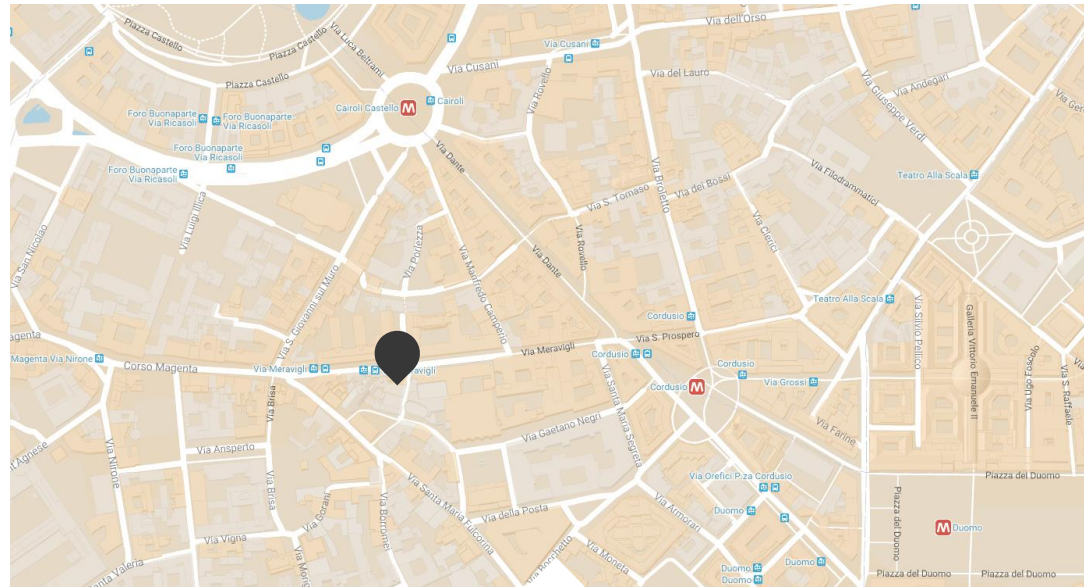 Piazza Castello
Piazza Castello
Piazza Castello
Via Luca Beltrami
Via Cusani
Via Cusani
Via dell'Orso
Via Rovello
Via del Lauro
Via Giuseppe Verdi
Via Andegari
Cairoli Castello
M
Cairoli
Foro Buonaparte
Via Ricasoli
Foro Buonaparte
Via Ricasoli
Foro Buonaparte
Foro Buonaparte
Via Ricasoli
Via Ricasoli
Via Dante
Via Broletto
Via Filodrammatici
Teatro Alla Scala
Via San Nicolao
Via Luigi Illica
Via Porlezza
Via S. Tomaso
Via dei Bossi
Via Clerici
Via Rovello
Via Dante
Via S. Giovanni sul Muro
Via Manfredo Camperio
Teatro Alla Scala
Via Silvio Pellico
Galleria Vittorio Emanuele II
Via Ugo Foscolo
Via S. Raffaele
Cordusio
Via S. Prospero
Via Meravigli
Cordusio
Cordusio
Magenta Via Nirone
Corso Magenta
Via Meravigli
Cordusio
M
Via Grossi
Via Brisa
Via Santa Maria Segreta
Via Gaetano Negri
Via Farine
Via Nirone
Via Ansperto
Via Brisa
Via Gorani
Via Borromei
Via Santa Maria Fulcorina
Via Orefici P.za Cordusio
Piazza del Duomo
Via della Posta
Via Armorari
Duomo
Piazza del Duomo
M
Duomo
Via Vigna
Via Moneta
Duomo
Duomo
Duomo
Piazza del Duomo
Piazza del Duomo